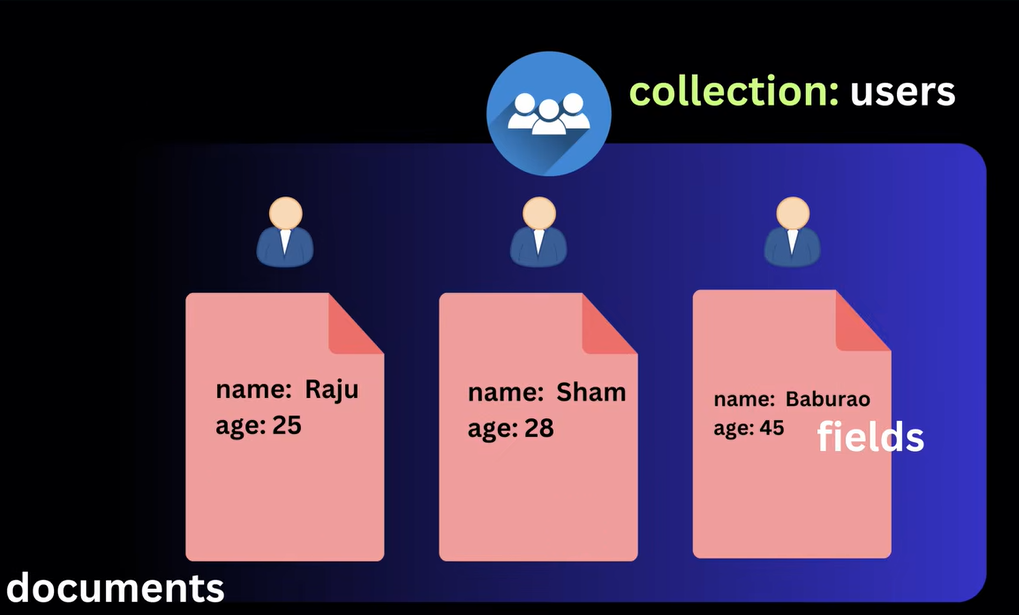 collection: users
name: Raju
age: 25
name: Sham
age: 28
name: Baburao
age: 45
fields
documents